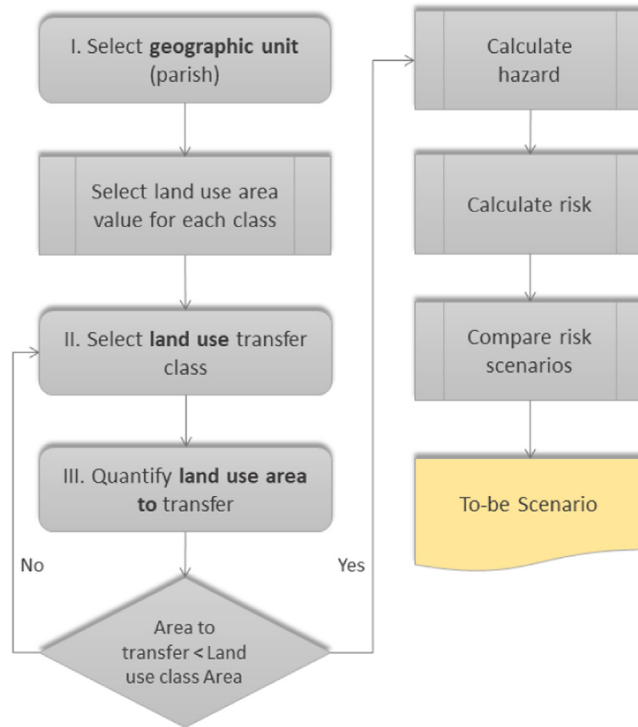 I. Select geographic unit
(parish)
Select land use area
value for each class
II. Select land use transfer
class
III. Quantify land use area
to transfer
No
Yes
Area to
transfer < Land
use class Area
Calculate
hazard
Calculate risk
Compare risk
scenarios
To-be Scenario